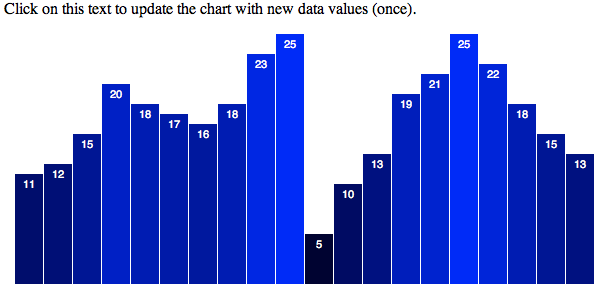 Click on this text to update the chart with new data values (once).
11 12 15 20 18 17 16 18 23 25 5 10 13 19 21 25 22 18 15 13